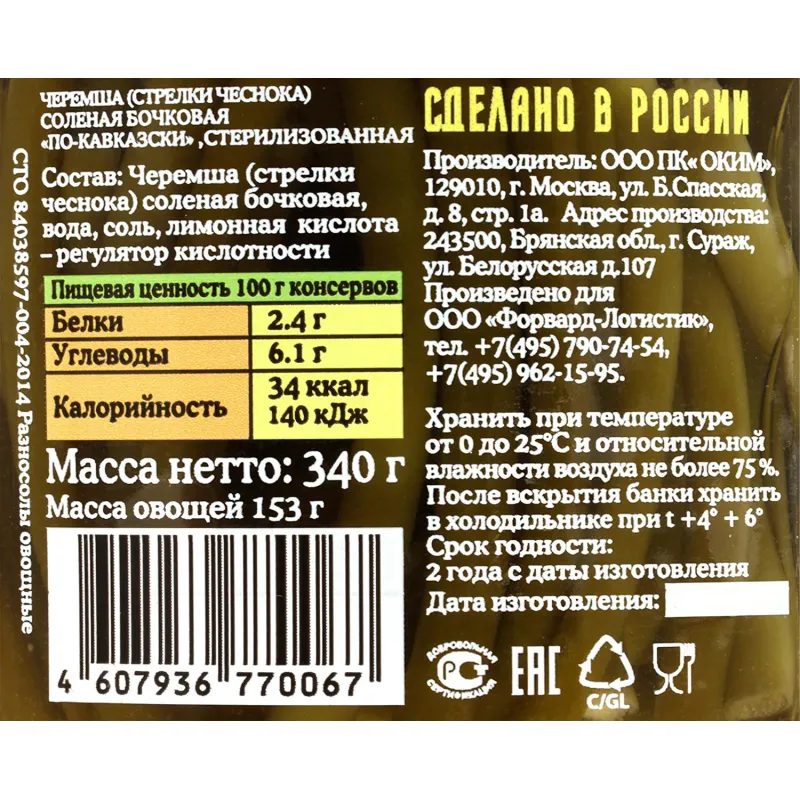 ЧЕРЕМША (СТРЕЛКИ ЧЕСНОКА)
СОЛЕНАЯ БОЧКОВАЯ
«ПО-КАВКАЗСКИ» ,СТЕРИЛИЗОВАННАЯ
Состав: Черемша (стрелки
чеснока) соленая бочковая,
вода, соль, лимонная кислота
– регулятор кислотности
Пищевая ценность 100 г консервов
Белки 2.4 г
Углеводы 6.1 г
Калорийность 34 ккал
140 кДж
Масса нетто: 340 г
Масса овощей 153 г
4 607936 770067
СТО 84038597-004-2014 Разносолы овощные
СДЕЛАНО В РОССИИ
Производитель: ООО ПК« ОКИМ»,
129010, г. Москва, ул. Б.Спасская,
д. 8, стр. 1а. Адрес производства:
243500, Брянская обл., г. Сураж,
ул. Белорусская д.107
Произведено для
ООО «Форвард-Логистик»,
тел. +7(495) 790-74-54,
+7(495) 962-15-95.
Хранить при температуре
от 0 до 25°С и относительной
влажности воздуха не более 75 %.
После вскрытия банки хранить
в холодильнике при t +4° + 6°
Срок годности:
2 года с даты изготовления
Дата изготовления:
ДОБРОВОЛЬНАЯ
РСТ
СЕРТИФИКАЦИЯ
ЕАС
C/GL